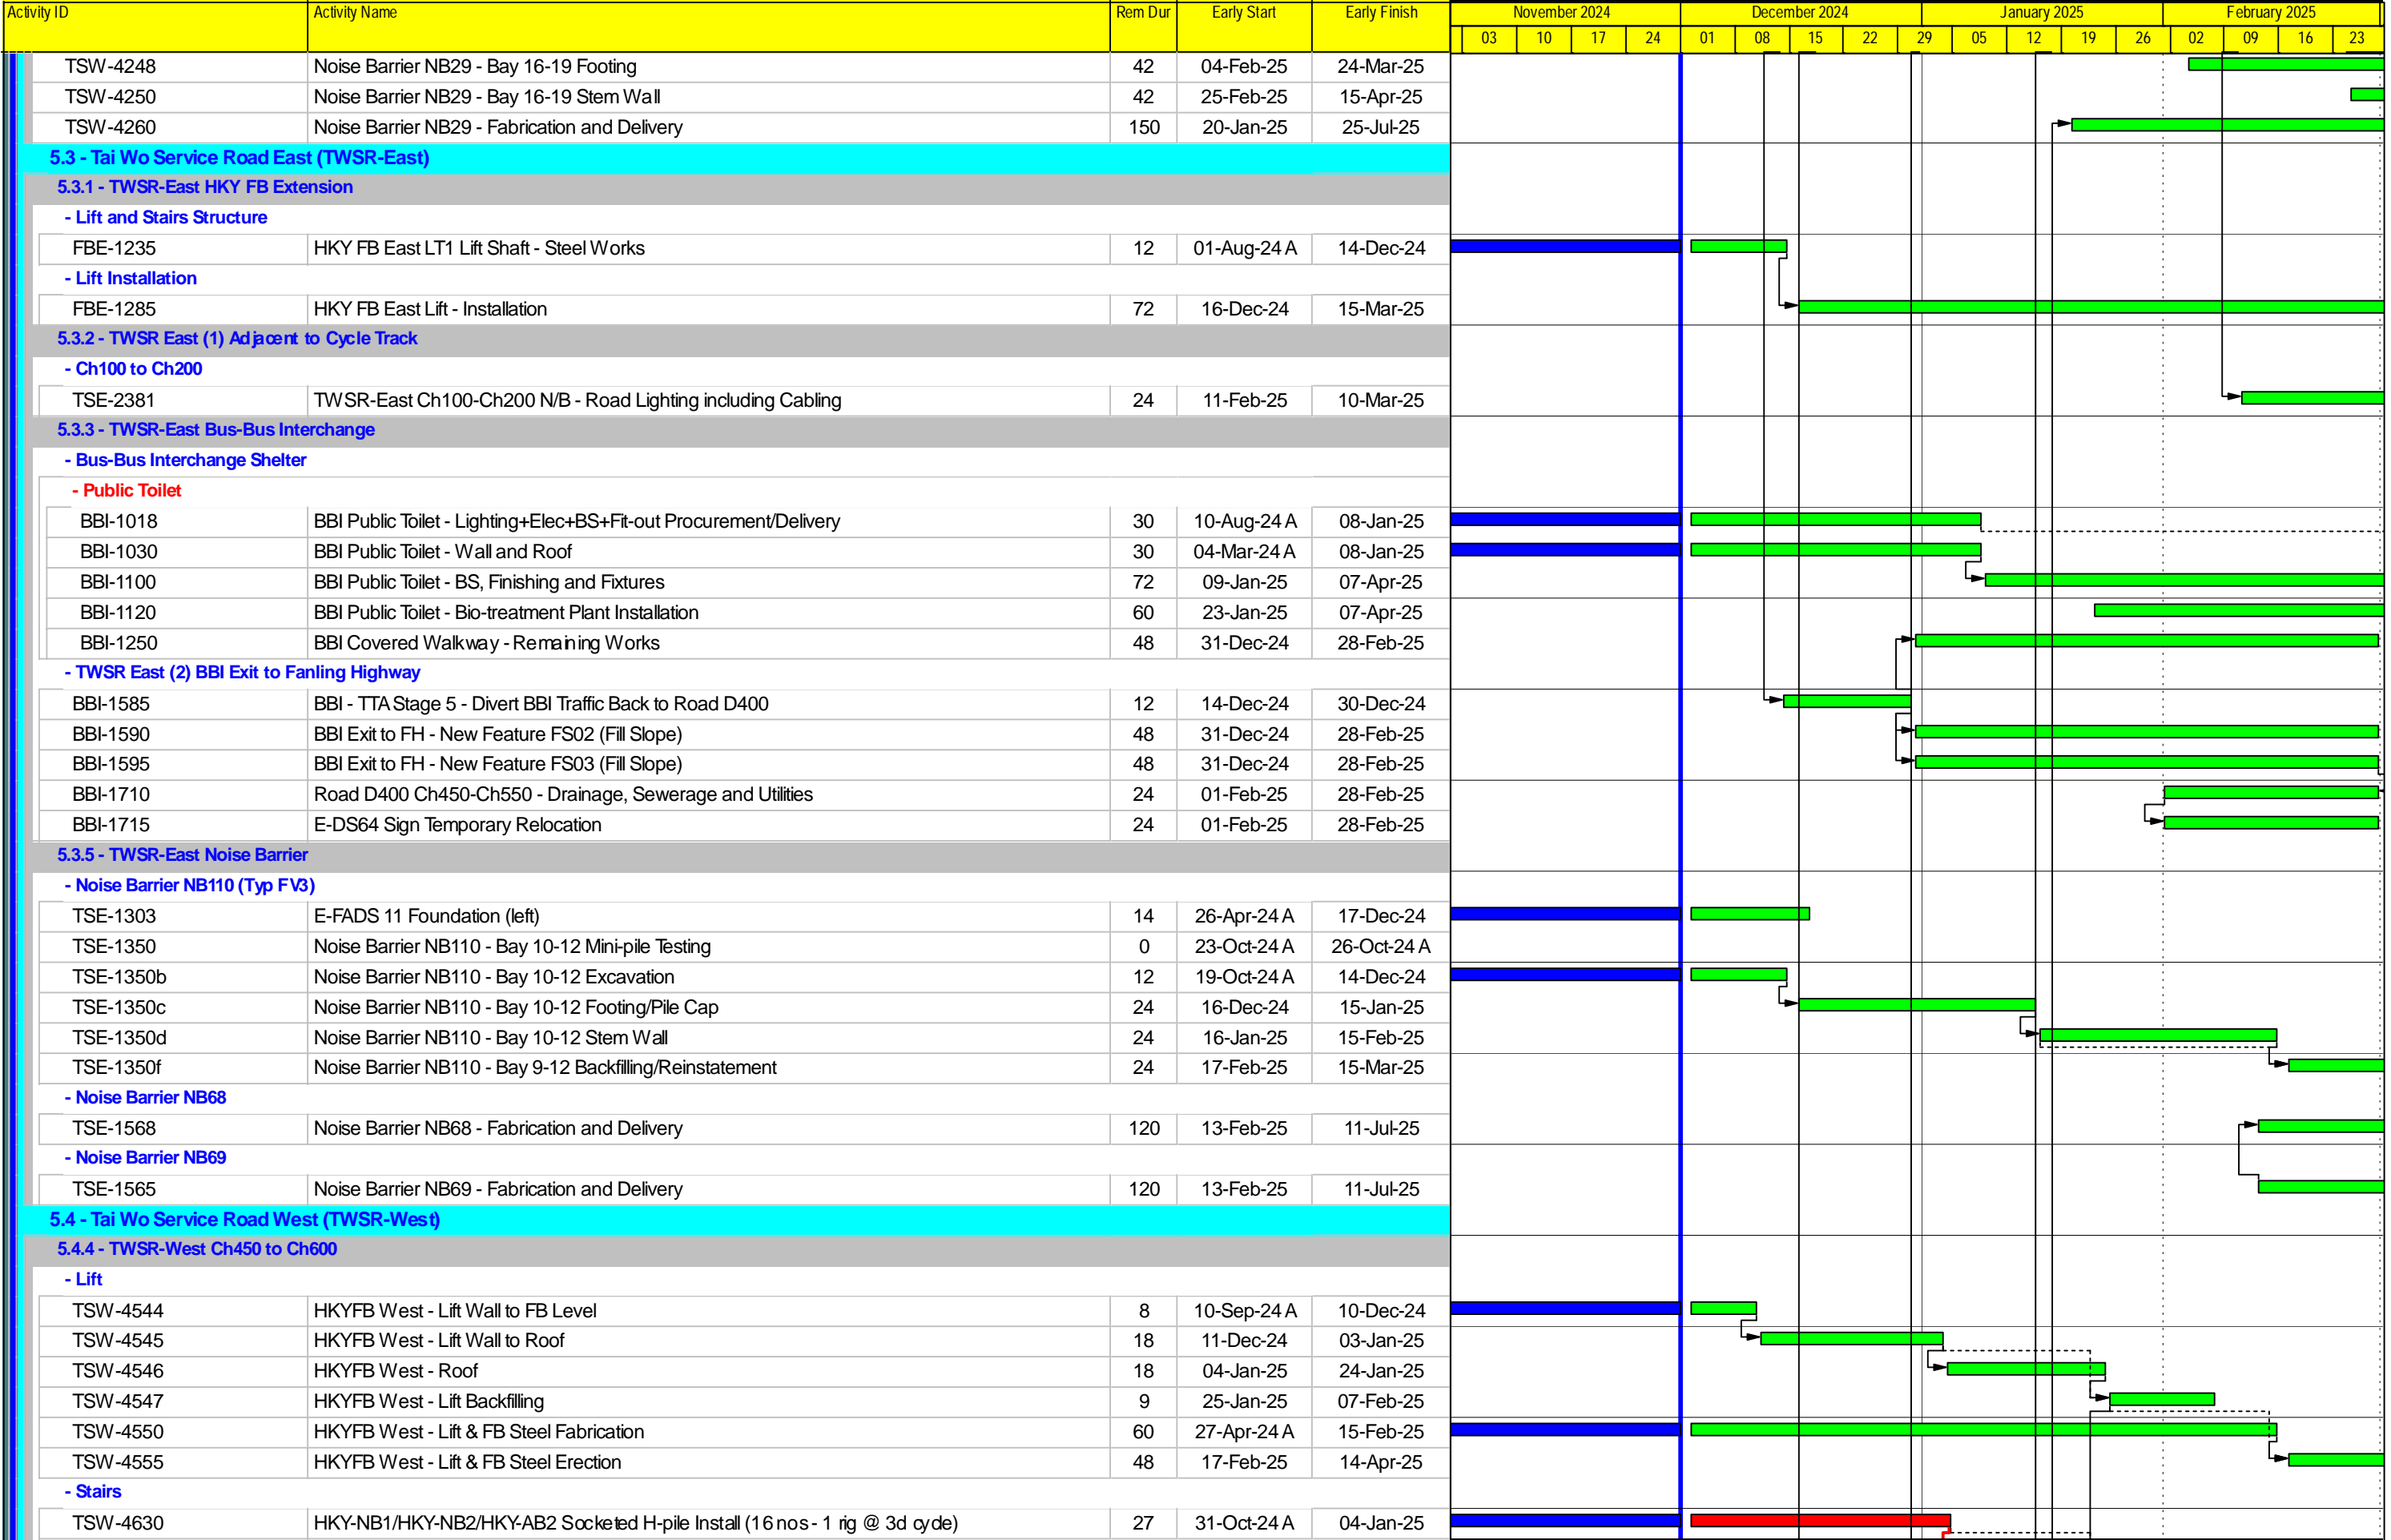 Activity ID Activity Name Rem Dur Early Start Early Finish November 2024 December 2024 January 2025 February 2025
03 10 17 24 01 08 15 22 29 05 12 19 26 02 09 16 23
TSW-4248 Noise Barrier NB29 - Bay 16-19 Footing 42 04-Feb-25 24-Mar-25
TSW-4250 Noise Barrier NB29 - Bay 16-19 Stem Wall 42 25-Feb-25 15-Apr-25
TSW-4260 Noise Barrier NB29 - Fabrication and Delivery 150 20-Jan-25 25-Jul-25
5.3 - Tai Wo Service Road East (TWSR-East)
5.3.1 - TWSR-East HKY FB Extension
- Lift and Stairs Structure
FBE-1235 HKY FB East LT1 Lift Shaft - Steel Works 12 01-Aug-24 A 14-Dec-24
- Lift Installation
FBE-1285 HKY FB East Lift - Installation 72 16-Dec-24 15-Mar-25
5.3.2 - TWSR East (1) Adjacent to Cycle Track
- Ch100 to Ch200
TSE-2381 TWSR-East Ch100-Ch200 N/B - Road Lighting including Cabling 24 11-Feb-25 10-Mar-25
5.3.3 - TWSR-East Bus-Bus Interchange
- Bus-Bus Interchange Shelter
- Public Toilet
BBI-1018 BBI Public Toilet - Lighting+Elec+BS+Fit-out Procurement/Delivery 30 10-Aug-24 A 08-Jan-25
BBI-1030 BBI Public Toilet - Wall and Roof 30 04-Mar-24 A 08-Jan-25
BBI-1100 BBI Public Toilet - BS, Finishing and Fixtures 72 09-Jan-25 07-Apr-25
BBI-1120 BBI Public Toilet - Bio-treatment Plant Installation 60 23-Jan-25 07-Apr-25
BBI-1250 BBI Covered Walkway - Remaining Works 48 31-Dec-24 28-Feb-25
- TWSR East (2) BBI Exit to Fanling Highway
BBI-1585 BBI - TTA Stage 5 - Divert BBI Traffic Back to Road D400 12 14-Dec-24 30-Dec-24
BBI-1590 BBI Exit to FH - New Feature FS02 (Fill Slope) 48 31-Dec-24 28-Feb-25
BBI-1595 BBI Exit to FH - New Feature FS03 (Fill Slope) 48 31-Dec-24 28-Feb-25
BBI-1710 Road D400 Ch450-Ch550 - Drainage, Sewerage and Utilities 24 01-Feb-25 28-Feb-25
BBI-1715 E-DS64 Sign Temporary Relocation 24 01-Feb-25 28-Feb-25
5.3.5 - TWSR-East Noise Barrier
- Noise Barrier NB110 (Typ FV3)
TSE-1303 E-FADS 11 Foundation (left) 14 26-Apr-24 A 17-Dec-24
TSE-1350 Noise Barrier NB110 - Bay 10-12 Mini-pile Testing 0 23-Oct-24 A 26-Oct-24 A
TSE-1350b Noise Barrier NB110 - Bay 10-12 Excavation 12 19-Oct-24 A 14-Dec-24
TSE-1350c Noise Barrier NB110 - Bay 10-12 Footing/Pile Cap 24 16-Dec-24 15-Jan-25
TSE-1350d Noise Barrier NB110 - Bay 10-12 Stem Wall 24 16-Jan-25 15-Feb-25
TSE-1350f Noise Barrier NB110 - Bay 9-12 Backfilling/Reinstatement 24 17-Feb-25 15-Mar-25
- Noise Barrier NB68
TSE-1568 Noise Barrier NB68 - Fabrication and Delivery 120 13-Feb-25 11-Jul-25
- Noise Barrier NB69
TSE-1565 Noise Barrier NB69 - Fabrication and Delivery 120 13-Feb-25 11-Jul-25
5.4 - Tai Wo Service Road West (TWSR-West)
5.4.4 - TWSR-West Ch450 to Ch600
- Lift
TSW-4544 HKYFB West - Lift Wall to FB Level 8 10-Sep-24 A 10-Dec-24
TSW-4545 HKYFB West - Lift Wall to Roof 18 11-Dec-24 03-Jan-25
TSW-4546 HKYFB West - Roof 18 04-Jan-25 24-Jan-25
TSW-4547 HKYFB West - Lift Backfilling 9 25-Jan-25 07-Feb-25
TSW-4550 HKYFB West - Lift & FB Steel Fabrication 60 27-Apr-24 A 15-Feb-25
TSW-4555 HKYFB West - Lift & FB Steel Erection 48 17-Feb-25 14-Apr-25
- Stairs
TSW-4630 HKY-NB1/HKY-NB2/HKY-AB2 Socketed H-pile Install (16 nos - 1 rig @ 3d cycle) 27 31-Oct-24 A 04-Jan-25